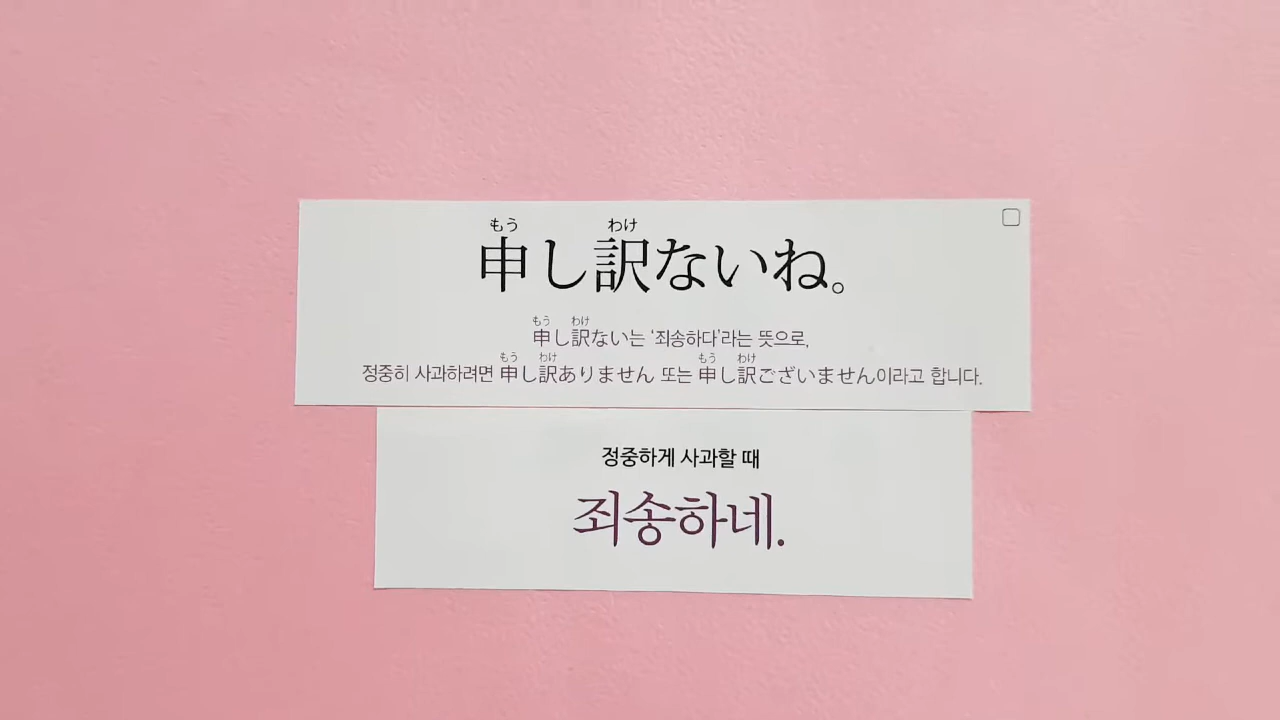 もう わけ
申し訳ないね。
もう わけ
申し訳ないは ‘죄송하다’라는 뜻으로,
もう わけ もう わけ
정중히 사과하려면 申し訳ありません 또는 申し訳ございません이라고 합니다.
정중하게 사과할 때
죄송하네.